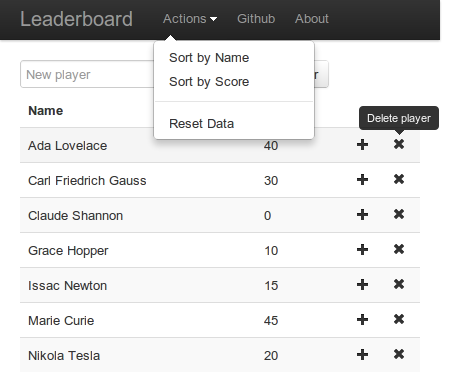 Leaderboard Actions Github About
Sort by Name
Sort by Score
Reset Data
New player r
Name
Delete player
Ada Lovelace 40
Carl Friedrich Gauss 30
Claude Shannon 0
Grace Hopper 10
Issac Newton 15
Marie Curie 45
Nikola Tesla 20